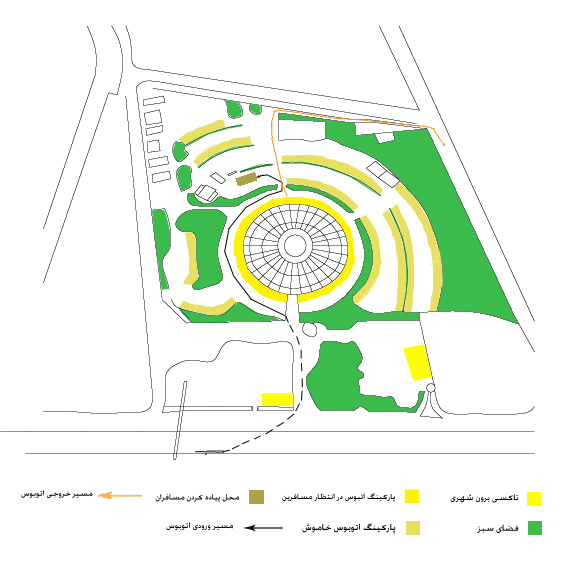 تاکسی برون شهری
پارکینگ اتبوس در انتظار مسافرین
محل پیاده کردن مسافران
مسیر خروجی اتوبوس
فضای سبز
پارکینگ اتوبوس خاموش
مسیر ورودی اتوبوس